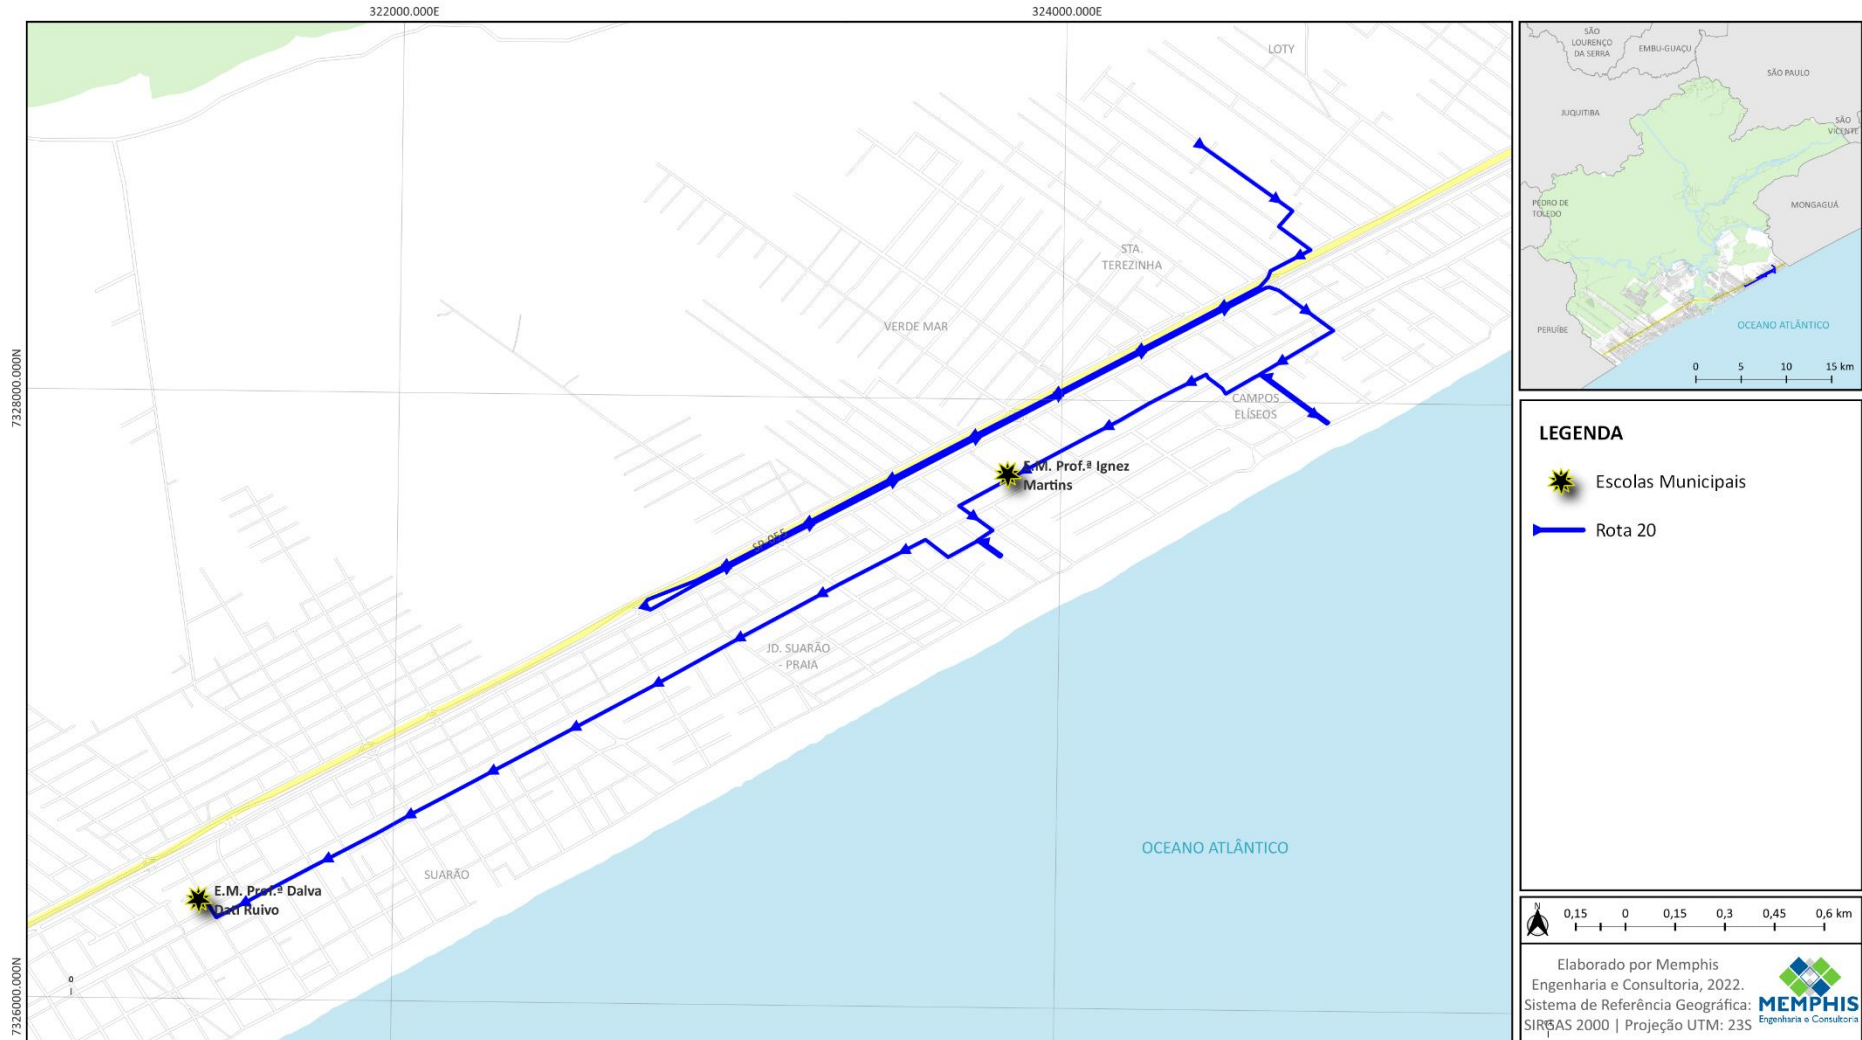 322000.000E
324000.000E
7328000.000N
7326000.000N
LOTY
STA.
TEREZINHA
VERDE MAR
CAMPOS
ELÍSEOS
E.M. Prof.ª Ignez
Martins
SP 055
JD. SUARÃO
- PRAIA
SUARÃO
E.M. Prof.ª Dalva
Dati Ruivo
OCEANO ATLÂNTICO
0
SÃO
LOURENÇO
DA SERRA
EMBU-GUAÇU
SÃO PAULO
JUQUITIBA
SÃO
VICENTE
PEDRO DE
TOLEDO
MONGAGUÁ
PERUÍBE
OCEANO ATLÂNTICO
0 5 10 15 km
LEGENDA
Escolas Municipais
Rota 20
N
0,15 0 0,15 0,3 0,45 0,6 km
Elaborado por Memphis
Engenharia e Consultoria, 2022.
Sistema de Referência Geográfica:
SIRGAS 2000 | Projeção UTM: 23S
MEMPHIS
Engenharia e Consultoria